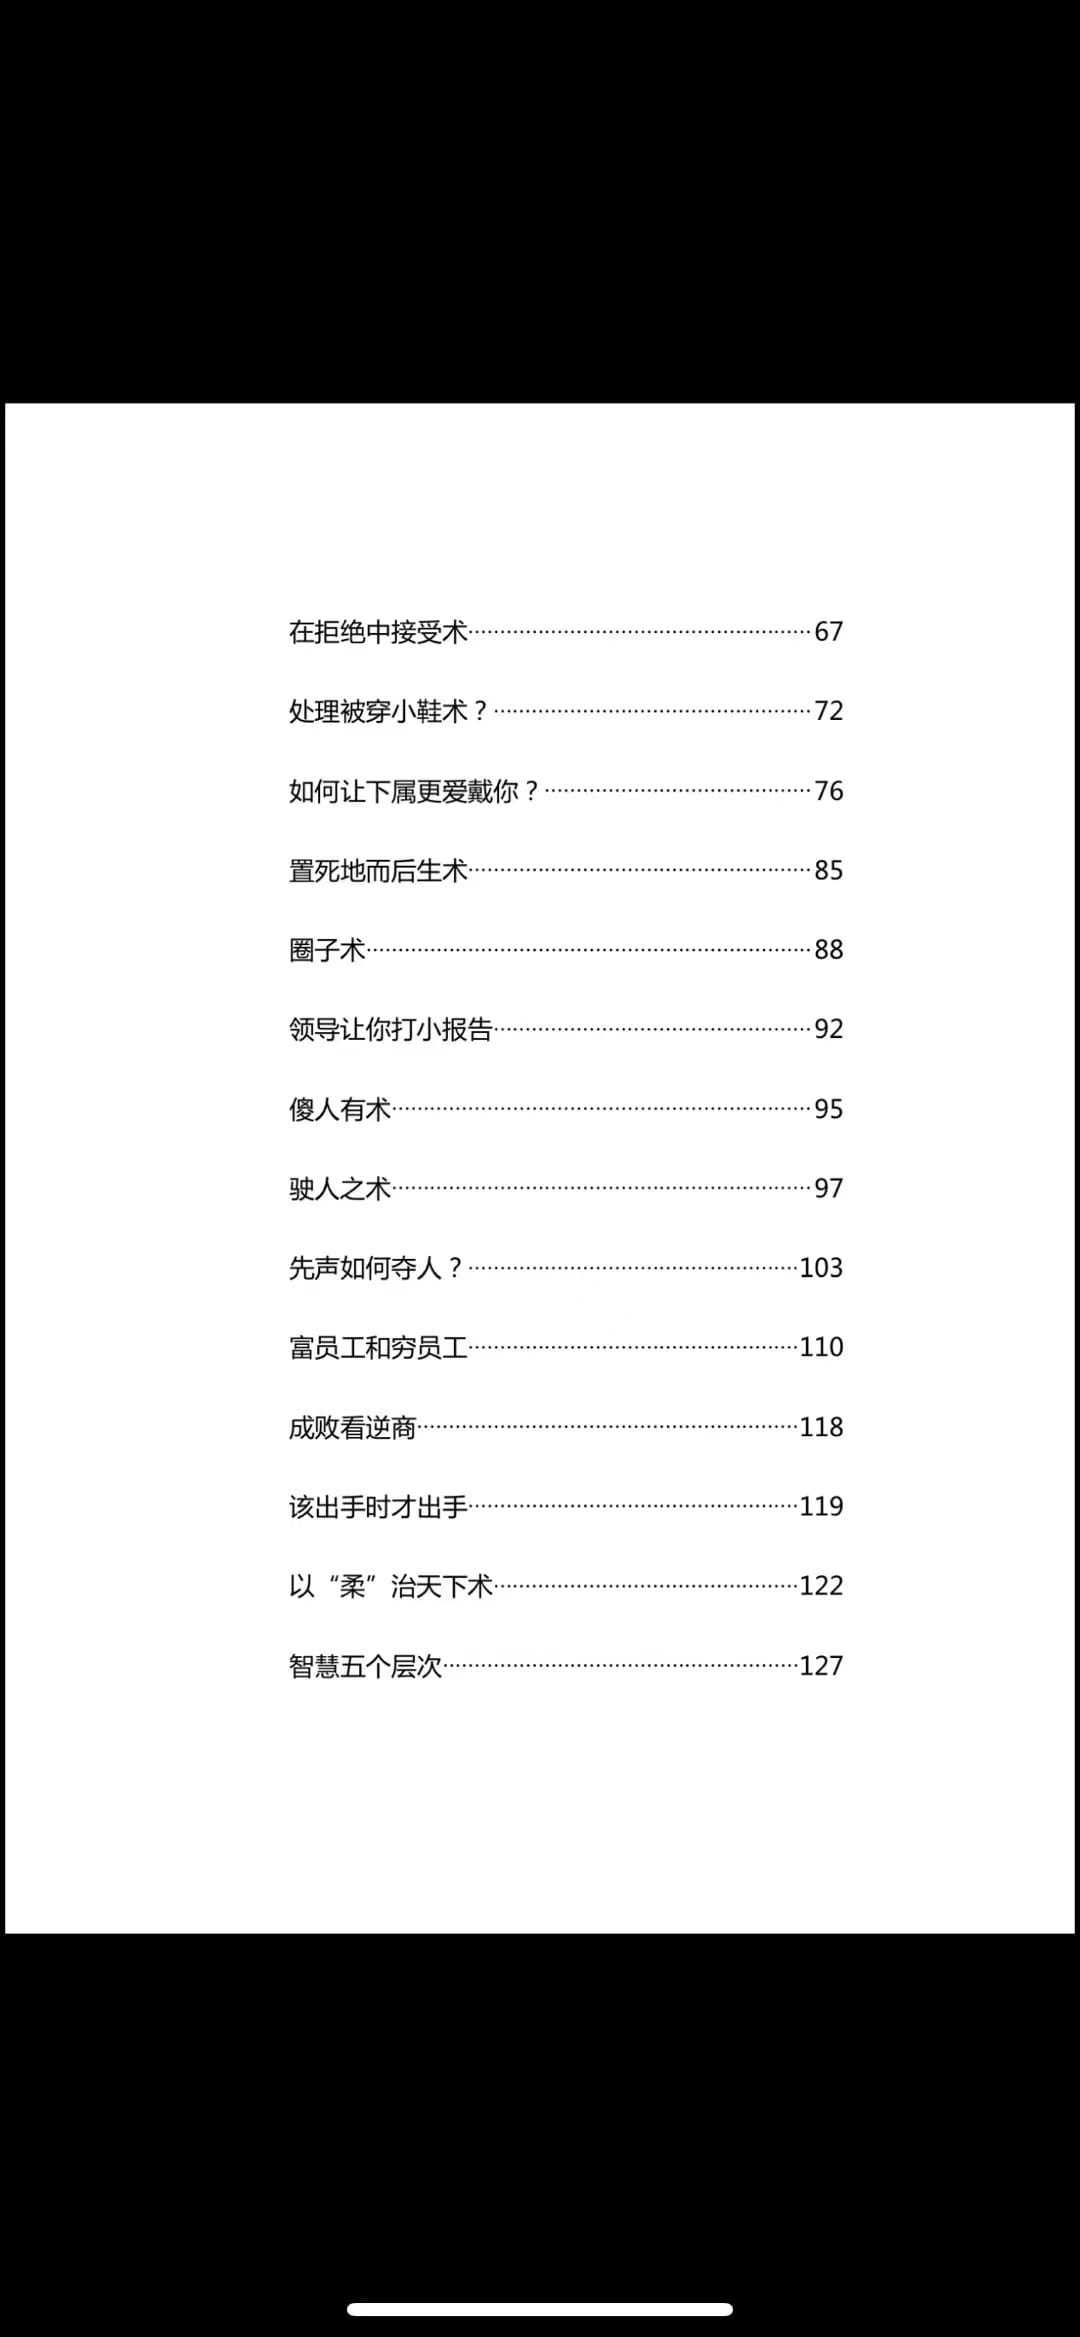 在拒绝中接受术······67
处理被穿小鞋术？······72
如何让下属更爱戴你？······76
置死地而后生术······85
圈子术······88
领导让你打小报告······92
傻人有术······95
驶人之术······97
先声如何夺人？······103
富员工和穷员工······110
成败看逆商······118
该出手时才出手······119
以“柔”治天下术······122
智慧五个层次······127